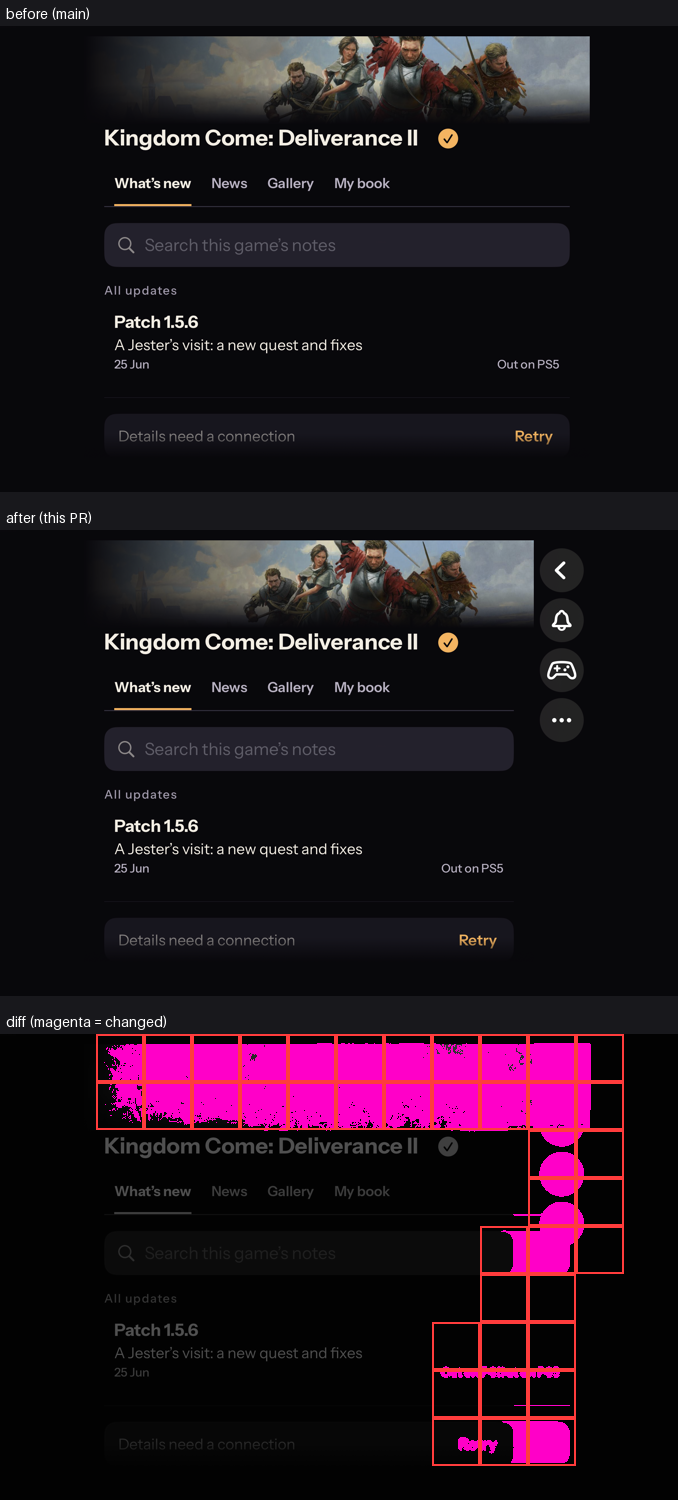 before (main)
Kingdom Come: Deliverance II
What's new News Gallery My book
Search this game's notes
All updates
Patch 1.5.6
A Jester's visit: a new quest and fixes
25 Jun Out on PS5
Details need a connection Retry
after (this PR)
Kingdom Come: Deliverance II
What's new News Gallery My book
Search this game's notes
All updates
Patch 1.5.6
A Jester's visit: a new quest and fixes
25 Jun Out on PS5
Details need a connection Retry
diff (magenta = changed)
Kingdom Come: Deliverance II
What's new News Gallery My book
Search this game's notes
All updates
Patch 1.5.6
A Jester's visit: a new quest and fixes
25 Jun
Details need a connection Retry